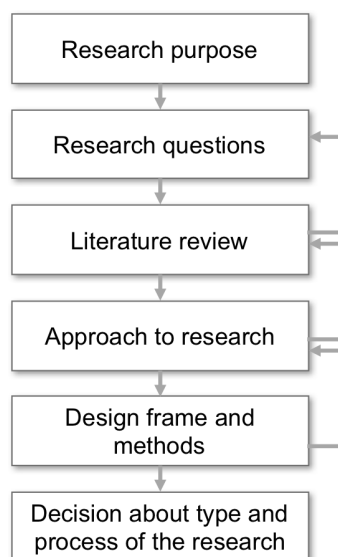 Research purpose
Research questions
Literature review
Approach to research
Design frame and
methods
Decision about type and
process of the research